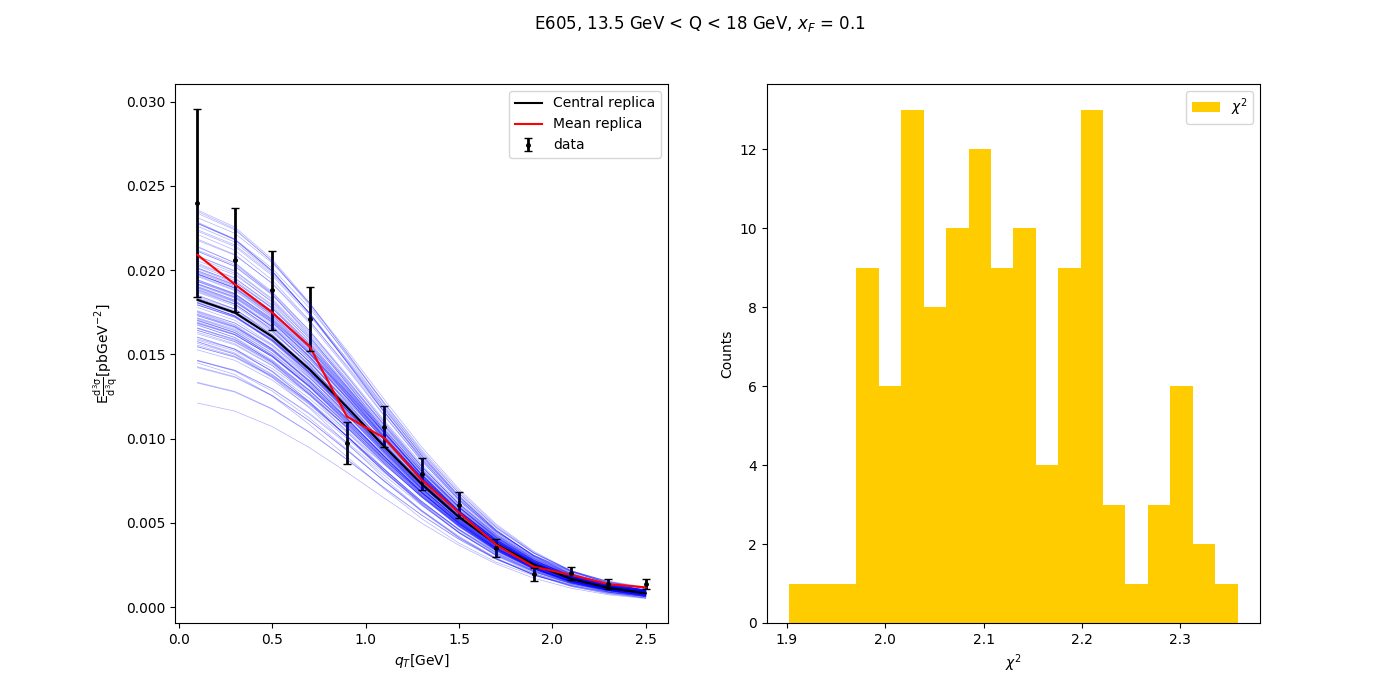 E605, 13.5 GeV < Q < 18 GeV, x_F = 0.1
0.030
0.025
0.020
0.015
0.010
0.005
0.000
E d³σ/d³q [pbGeV⁻²]
Central replica
Mean replica
data
0.0 0.5 1.0 1.5 2.0 2.5
q_T[GeV]
12
10
8
6
4
2
0
Counts
χ²
1.9 2.0 2.1 2.2 2.3
χ²